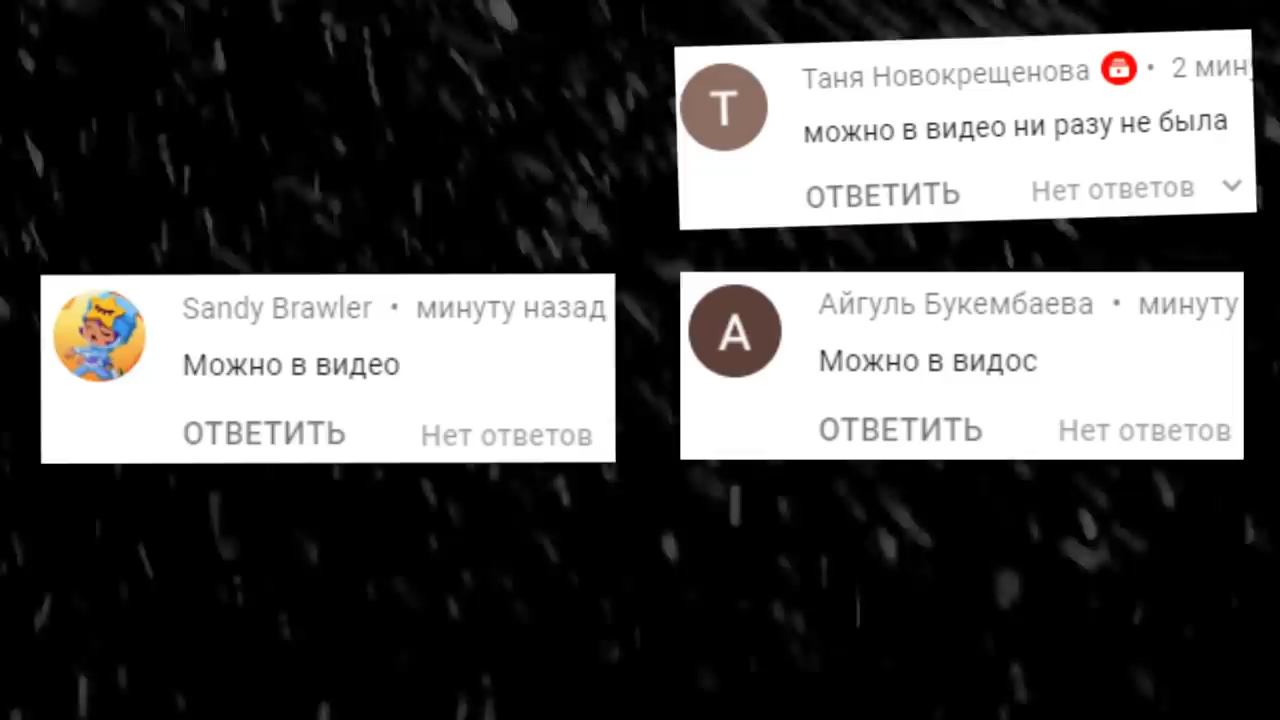 Таня Новокрещенова • 2 мин
можно в видео ни разу не была
ОТВЕТИТЬ Нет ответов
Sandy Brawler • минуту назад
Можно в видео
ОТВЕТИТЬ Нет ответов
А Айгуль Букембаева • минуту
Можно в видос
ОТВЕТИТЬ Нет ответов